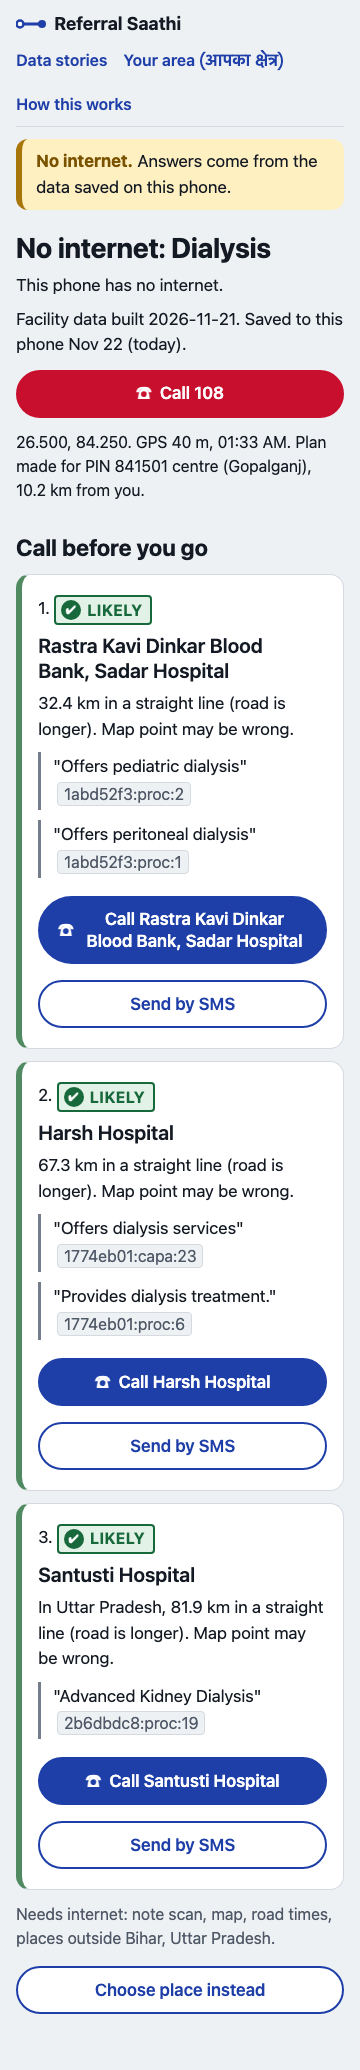 Referral Saathi
Data stories Your area (आपका क्षेत्र)
How this works
No internet. Answers come from the
data saved on this phone.
No internet: Dialysis
This phone has no internet.
Facility data built 2026-11-21. Saved to this
phone Nov 22 (today).
☎ Call 108
26.500, 84.250. GPS 40 m, 01:33 AM. Plan
made for PIN 841501 centre (Gopalganj),
10.2 km from you.
Call before you go
1. ✔ LIKELY
Rastra Kavi Dinkar Blood
Bank, Sadar Hospital
32.4 km in a straight line (road is
longer). Map point may be wrong.
"Offers pediatric dialysis"
1abd52f3:proc:2
"Offers peritoneal dialysis"
1abd52f3:proc:1
☎ Call Rastra Kavi Dinkar
Blood Bank, Sadar Hospital
Send by SMS
2. ✔ LIKELY
Harsh Hospital
67.3 km in a straight line (road is
longer). Map point may be wrong.
"Offers dialysis services"
1774eb01:capa:23
"Provides dialysis treatment."
1774eb01:proc:6
☎ Call Harsh Hospital
Send by SMS
3. ✔ LIKELY
Santusti Hospital
In Uttar Pradesh, 81.9 km in a straight
line (road is longer). Map point may
be wrong.
"Advanced Kidney Dialysis"
2b6dbdc8:proc:19
☎ Call Santusti Hospital
Send by SMS
Needs internet: note scan, map, road times,
places outside Bihar, Uttar Pradesh.
Choose place instead